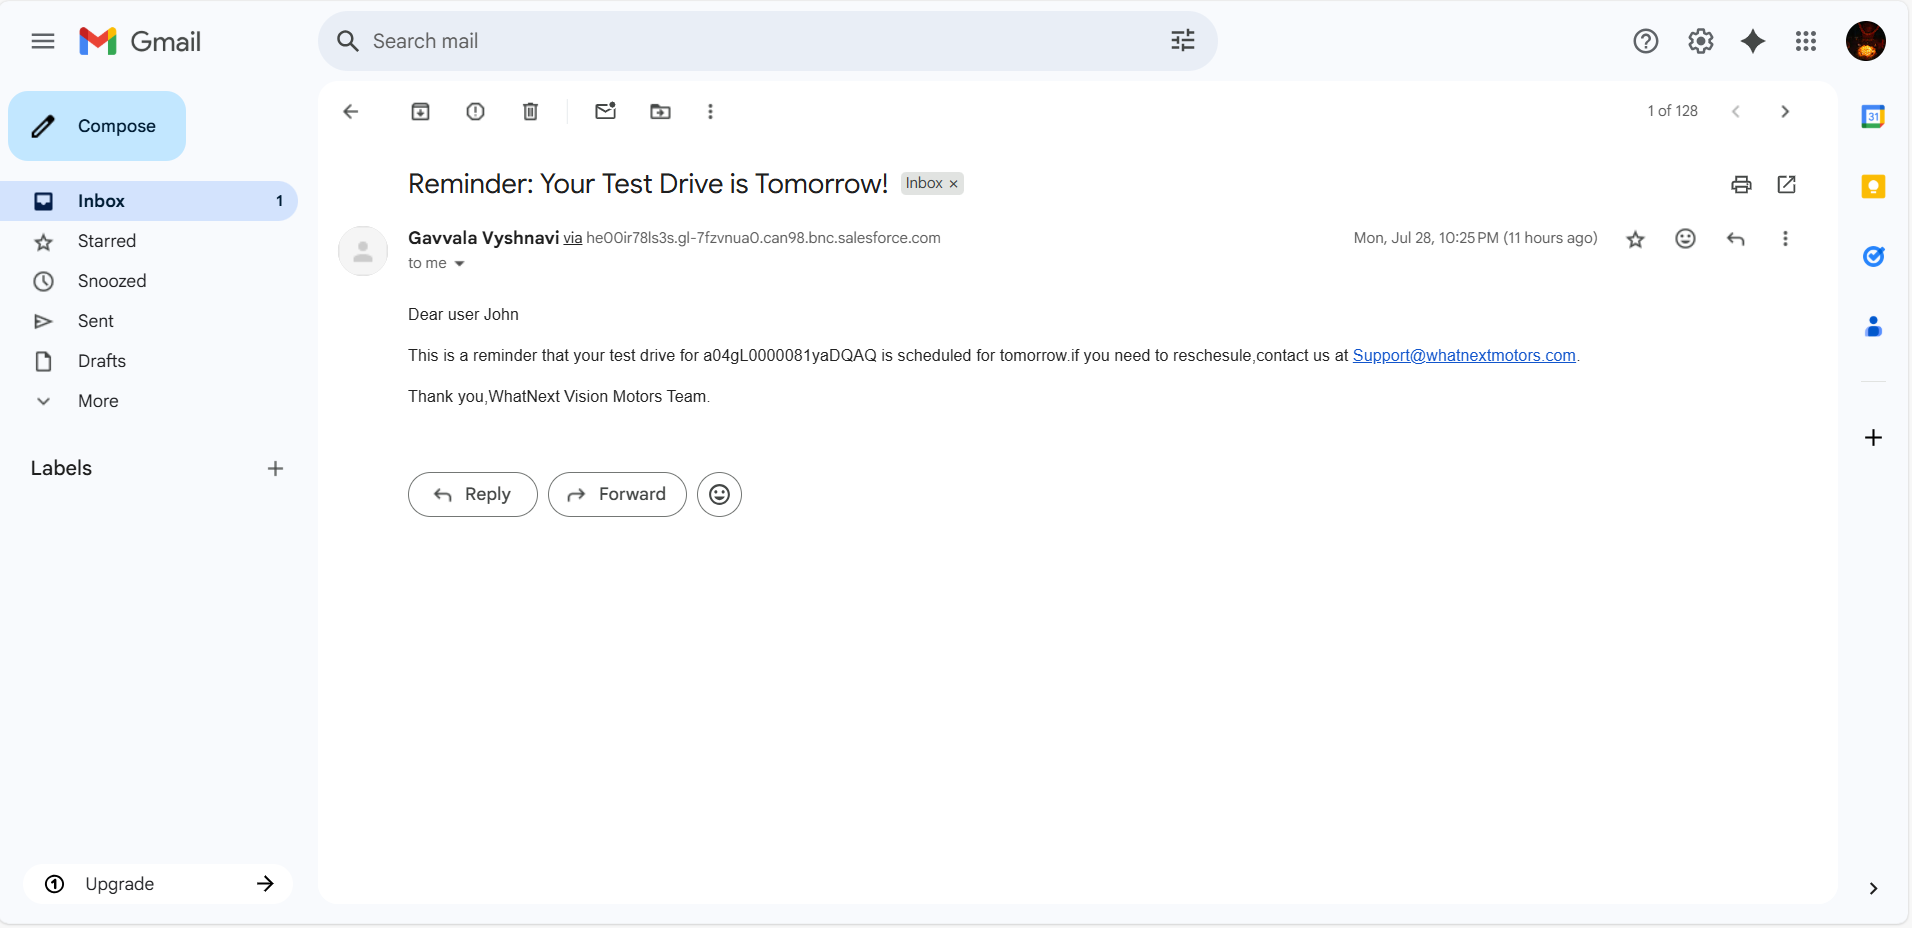 Gmail
Search mail
Compose
1 of 128
Reminder: Your Test Drive is Tomorrow! Inbox ×
Inbox 1
Starred
Snoozed
Sent
Drafts
More
Gavvala Vyshnavi via he00ir78ls3s.gl-7fzvnua0.can98.bnc.salesforce.com Mon, Jul 28, 10:25 PM (11 hours ago)
to me
Dear user John
This is a reminder that your test drive for a04gL0000081yaDQAQ is scheduled for tomorrow.if you need to reschesule,contact us at Support@whatnextmotors.com.
Thank you,WhatNext Vision Motors Team.
Labels
Reply Forward
Upgrade
31
1